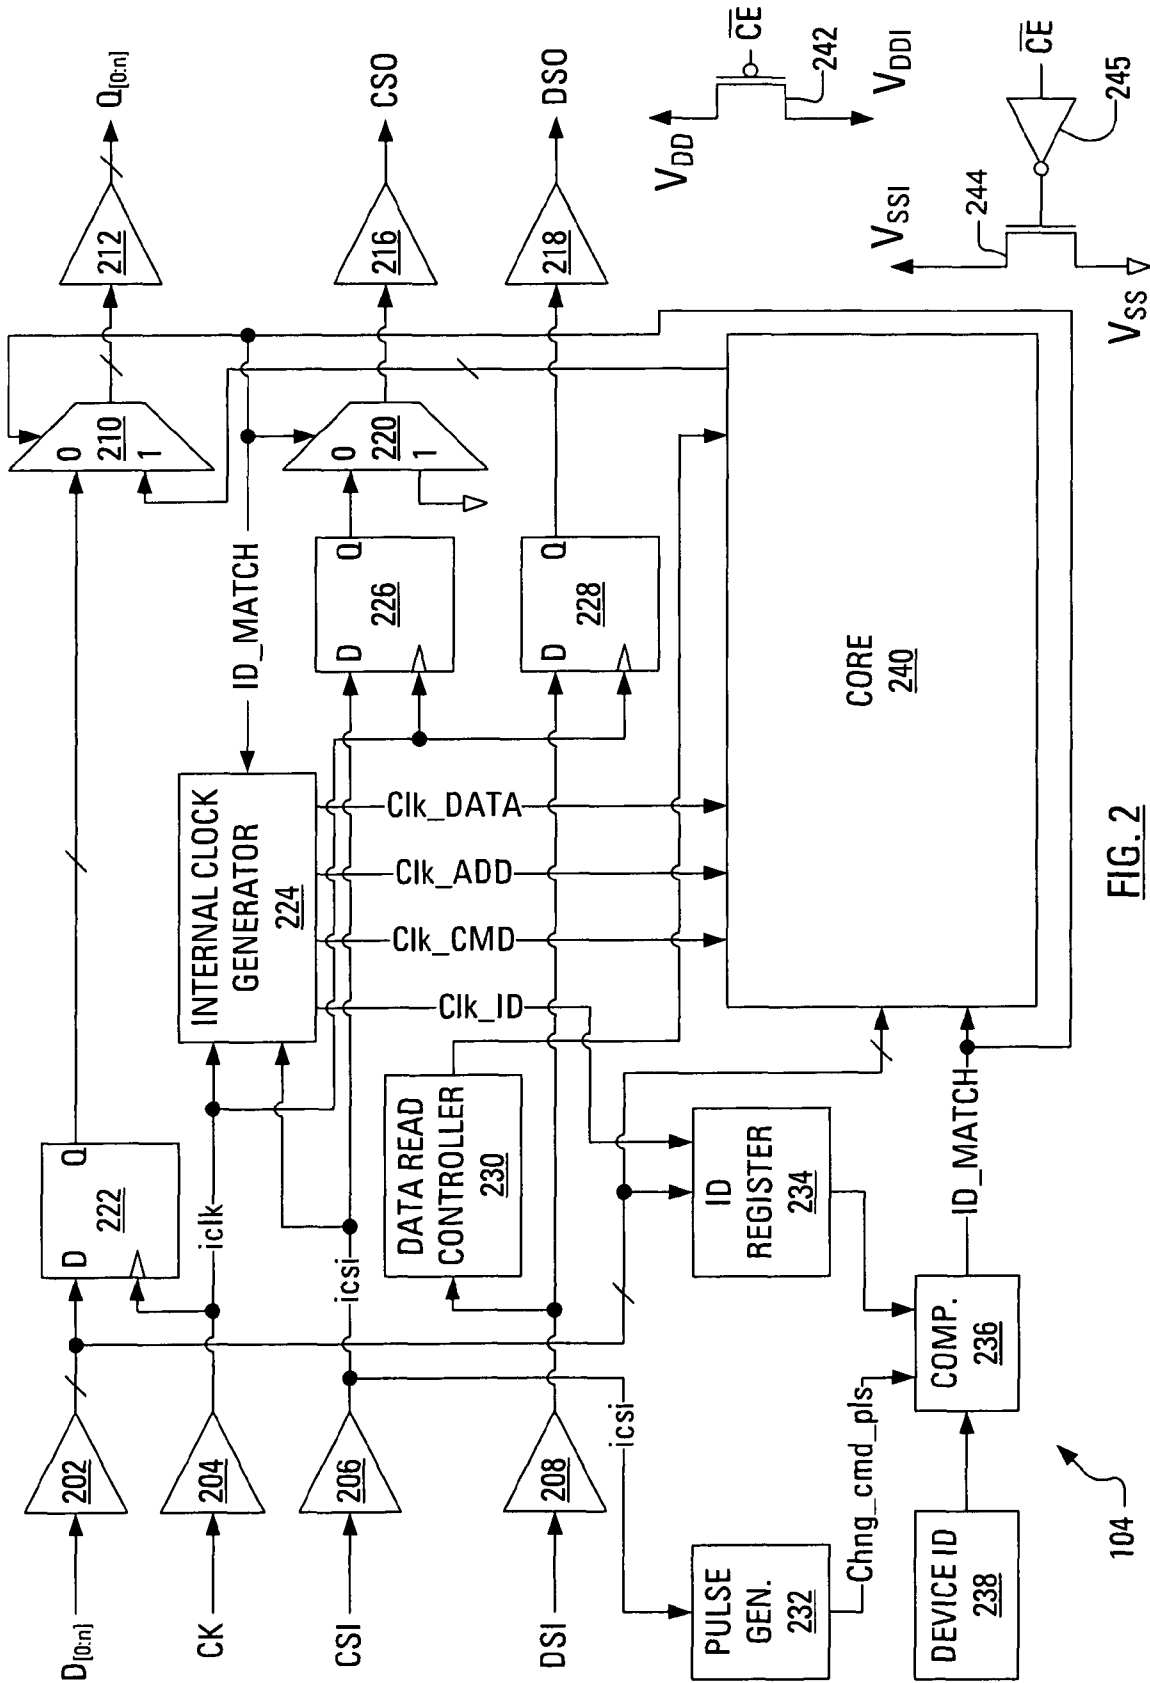 D[0:n]
202
D
Q
222
0
210
1
212
Q[0:n]
CK
204
iclk
INTERNAL CLOCK
GENERATOR
224
ID_MATCH
CSI
206
icsi
D
Q
226
0
220
1
216
CSO
Clk_ID
Clk_CMD
Clk_ADD
Clk_DATA
DATA READ
CONTROLLER
230
DSI
208
D
Q
228
218
DSO
icsi
PULSE
GEN.
232
Chng_cmd_pls
ID
REGISTER
234
DEVICE ID
238
COMP.
236
ID_MATCH
CORE
240
VDD
CE
242
VDDI
VSSI
244
CE
245
VSS
104
FIG. 2